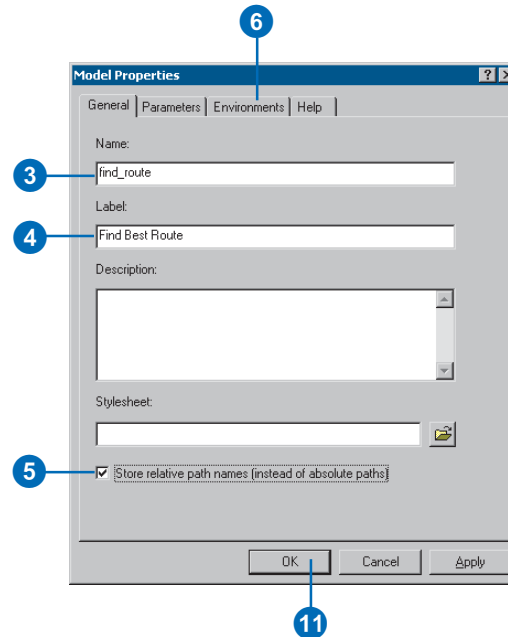 6
Model Properties
General Parameters Environments Help
Name:
3 find_route
Label:
4 Find Best Route
Description:
Stylesheet:
5 Store relative path names (instead of absolute paths)
OK Cancel Apply
11